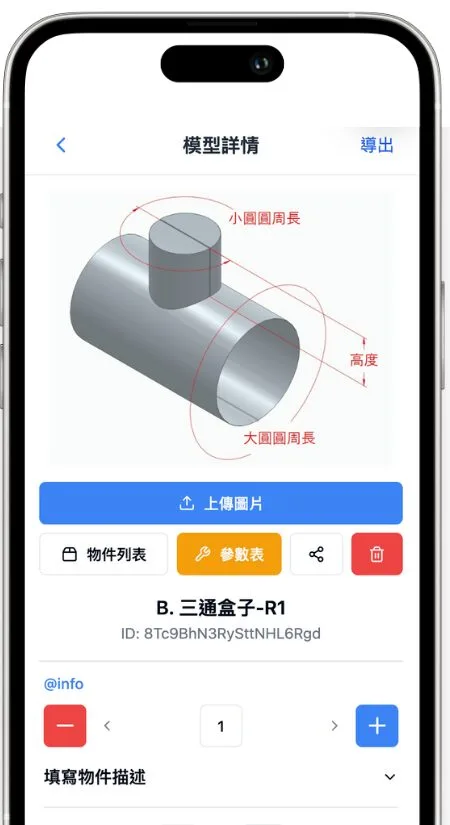 模型詳情
導出
小圓圓周長
高度
大圓圓周長
上傳圖片
物件列表
參數表
B. 三通盒子-R1
ID: 8Tc9BhN3RySttNHL6Rgd
@info
1
填寫物件描述